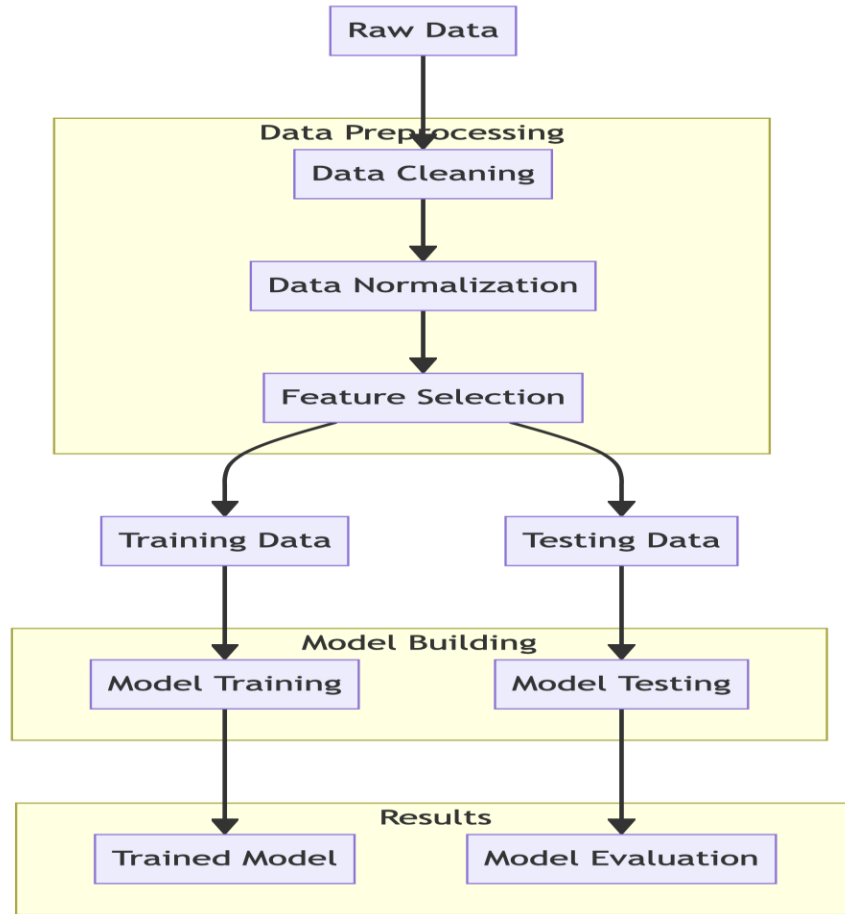 Raw Data
Data Preprocessing
Data Cleaning
Data Normalization
Feature Selection
Training Data
Testing Data
Model Building
Model Training
Model Testing
Results
Trained Model
Model Evaluation